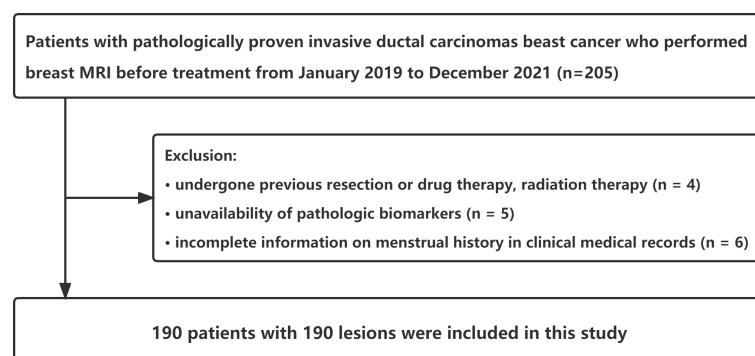 Patients with pathologically proven invasive ductal carcinomas beast cancer who performed
breast MRI before treatment from January 2019 to December 2021 (n=205)
Exclusion:
• undergone previous resection or drug therapy, radiation therapy (n = 4)
• unavailability of pathologic biomarkers (n = 5)
• incomplete information on menstrual history in clinical medical records (n = 6)
190 patients with 190 lesions were included in this study